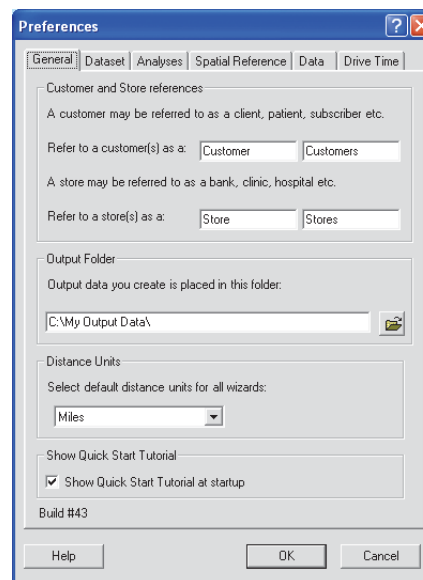 Preferences
General Dataset Analyses Spatial Reference Data Drive Time
Customer and Store references
A customer may be referred to as a client, patient, subscriber etc.
Refer to a customer(s) as a: Customer Customers
A store may be referred to as a bank, clinic, hospital etc.
Refer to a store(s) as a: Store Stores
Output Folder
Output data you create is placed in this folder:
C:\My Output Data\
Distance Units
Select default distance units for all wizards:
Miles
Show Quick Start Tutorial
Show Quick Start Tutorial at startup
Build #43
Help OK Cancel